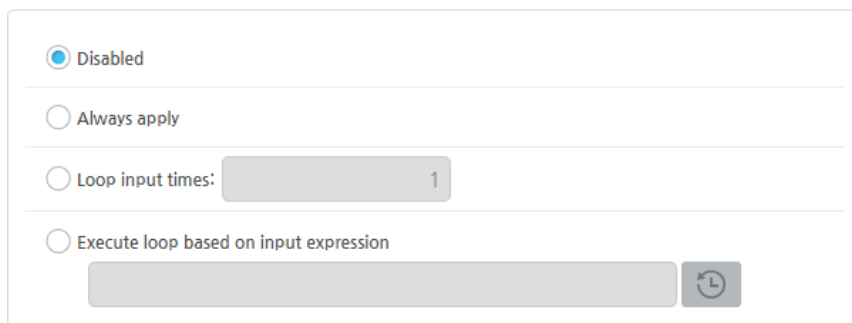 Disabled
Always apply
Loop input times: 1
Execute loop based on input expression